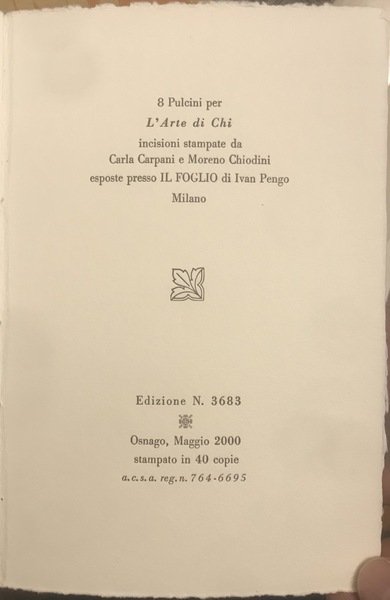 8 Pulcini per
L'Arte di Chi
incisioni stampate da
Carla Carpani e Moreno Chiodini
esposte presso IL FOGLIO di Ivan Pengo
Milano
Edizione N. 3683
Osnago, Maggio 2000
stampato in 40 copie
a.c.s.a. reg. n. 764-6695